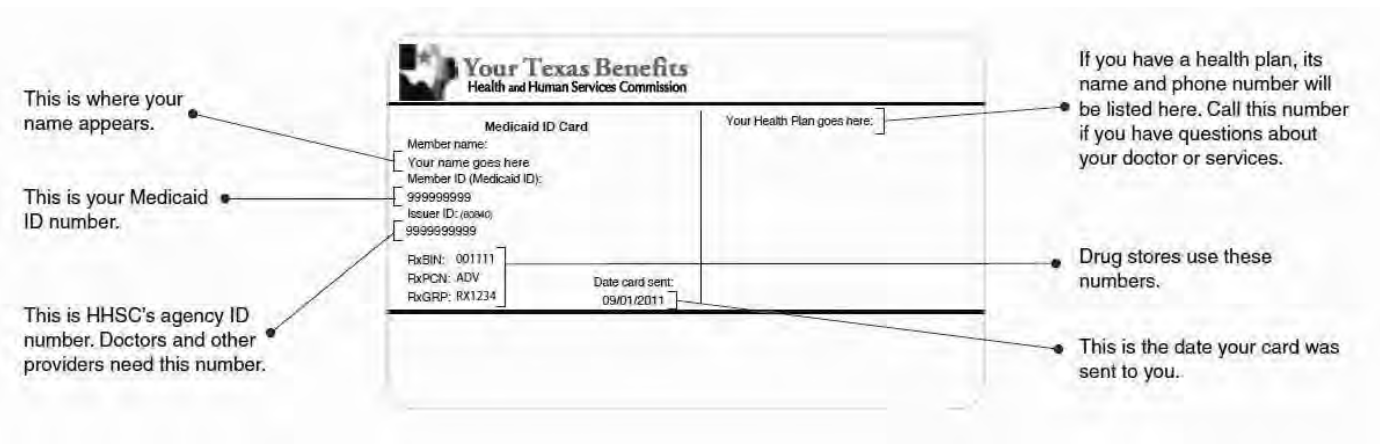 This is where your
name appears.
This is your Medicaid
ID number.
This is HHSC's agency ID
number. Doctors and other
providers need this number.
Your Texas Benefits
Health and Human Services Commission
Medicaid ID Card
Member name:
Your name goes here
Member ID (Medicaid ID):
999999999
Issuer ID: (80840)
9999999999
RxBIN: 001111
RxPCN: ADV
RxGRP: RX1234
Date card sent:
09/01/2011
Your Health Plan goes here:
If you have a health plan, its
name and phone number will
be listed here. Call this number
if you have questions about
your doctor or services.
Drug stores use these
numbers.
This is the date your card was
sent to you.